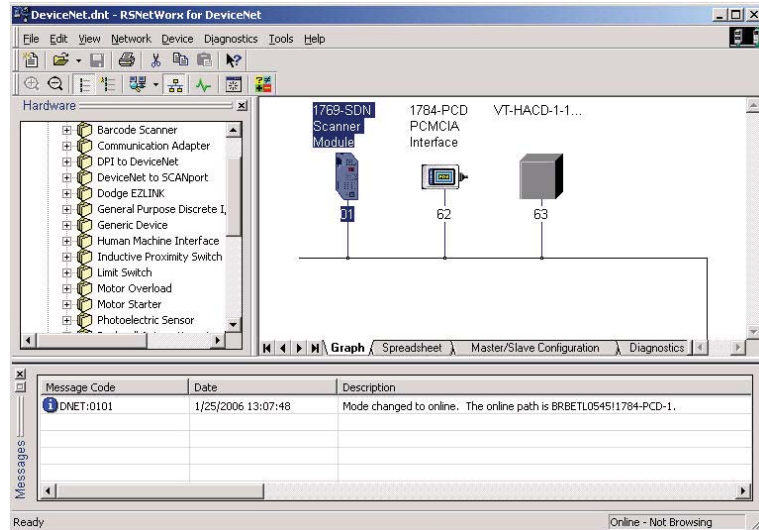 DeviceNet.dnt - RSNetWorx for DeviceNet
File Edit View Network Device Diagnostics Tools Help
Hardware
Barcode Scanner
Communication Adapter
DPI to DeviceNet
DeviceNet to SCANport
Dodge EZLINK
General Purpose Discrete I,
Generic Device
Human Machine Interface
Inductive Proximity Switch
Limit Switch
Motor Overload
Motor Starter
Photoelectric Sensor
1769-SDN
Scanner
Module
01
1784-PCD
PCMCIA
Interface
62
VT-HACD-1-1...
63
Graph Spreadsheet Master/Slave Configuration Diagnostics
Messages
Message Code Date Description
DNET:0101 1/25/2006 13:07:48 Mode changed to online. The online path is BRBETL0545!1784-PCD-1.
Ready Online - Not Browsing